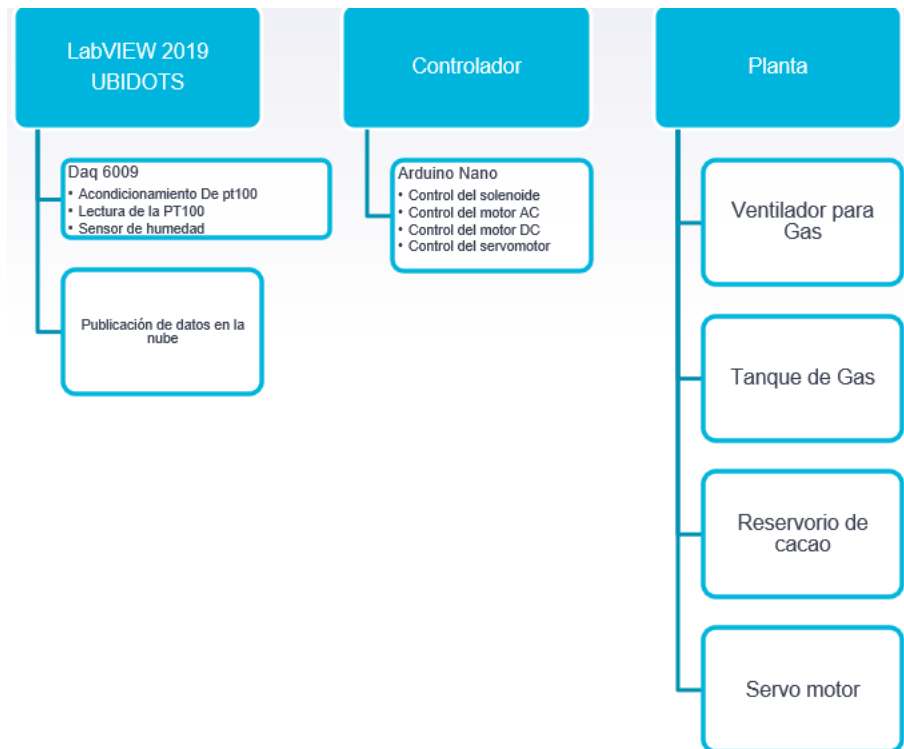 LabVIEW 2019
UBIDOTS
Daq 6009
• Acondicionamiento De pt100
• Lectura de la PT100
• Sensor de humedad
Publicación de datos en la
nube
Controlador
Arduino Nano
• Control del solenoide
• Control del motor AC
• Control del motor DC
• Control del servomotor
Planta
Ventilador para
Gas
Tanque de Gas
Reservorio de
cacao
Servo motor